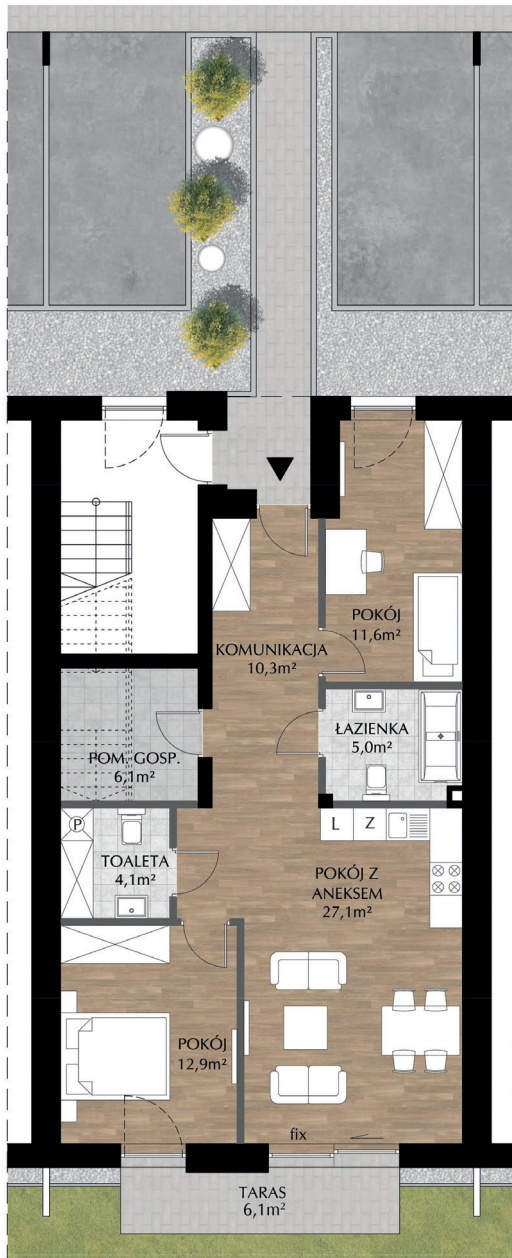 POKÓJ
11,6m²
KOMUNIKACJA
10,3m²
ŁAZIENKA
5,0m²
POM. GOSP.
6,1m²
L Z
P
TOALETA
4,1m²
POKÓJ Z
ANEKSEM
27,1m²
POKÓJ
12,9m²
fix
TARAS
6,1m²